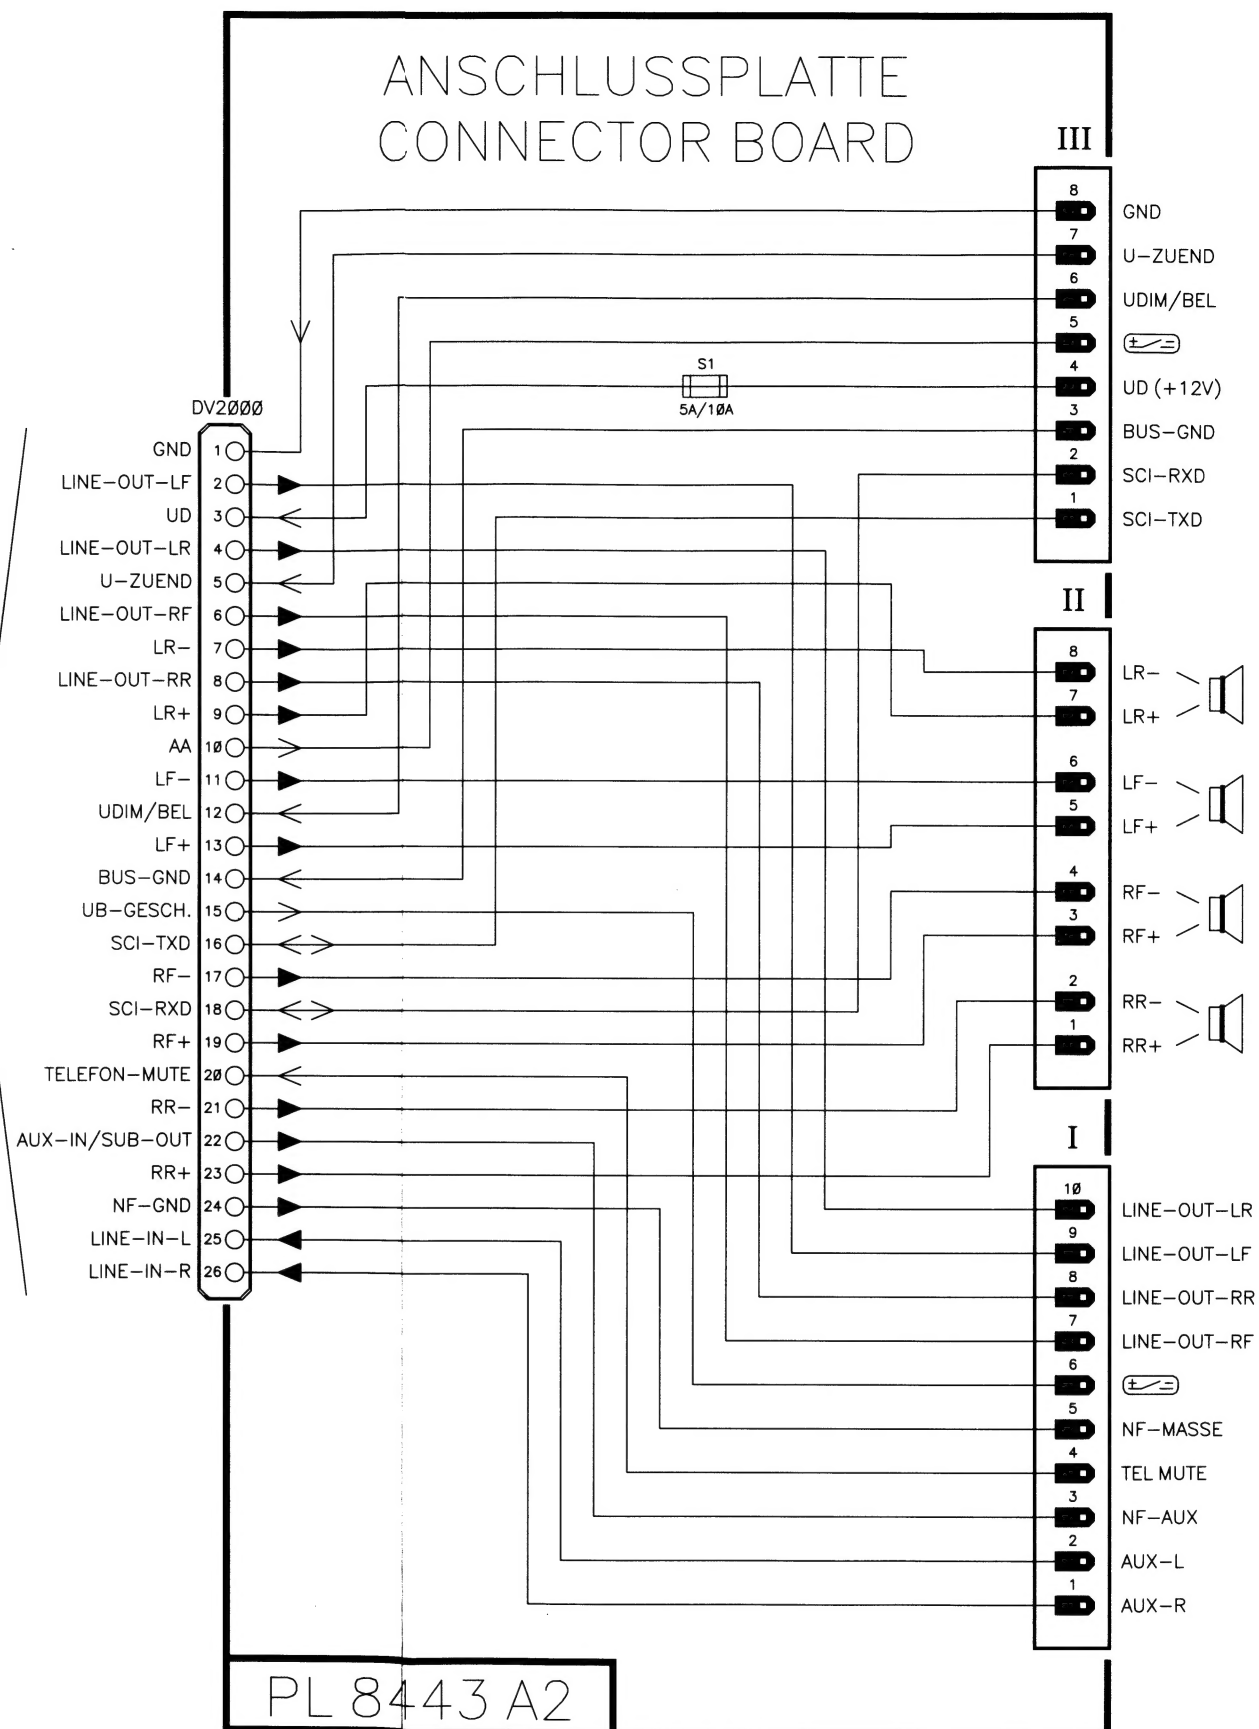 ANSCHLUSSPLATTE
CONNECTOR BOARD
III
8 GND
7 U-ZUEND
6 UDIM/BEL
5
4 UD (+12V)
3 BUS-GND
2 SCI-RXD
1 SCI-TXD
S1
5A/10A
II
8 LR-
7 LR+
6 LF-
5 LF+
4 RF-
3 RF+
2 RR-
1 RR+
I
10 LINE-OUT-LR
9 LINE-OUT-LF
8 LINE-OUT-RR
7 LINE-OUT-RF
6
5 NF-MASSE
4 TEL MUTE
3 NF-AUX
2 AUX-L
1 AUX-R
DV2000
GND 1
LINE-OUT-LF 2
UD 3
LINE-OUT-LR 4
U-ZUEND 5
LINE-OUT-RF 6
LR- 7
LINE-OUT-RR 8
LR+ 9
AA 10
LF- 11
UDIM/BEL 12
LF+ 13
BUS-GND 14
UB-GESCH. 15
SCI-TXD 16
RF- 17
SCI-RXD 18
RF+ 19
TELEFON-MUTE 20
RR- 21
AUX-IN/SUB-OUT 22
RR+ 23
NF-GND 24
LINE-IN-L 25
LINE-IN-R 26
PL 8443 A2